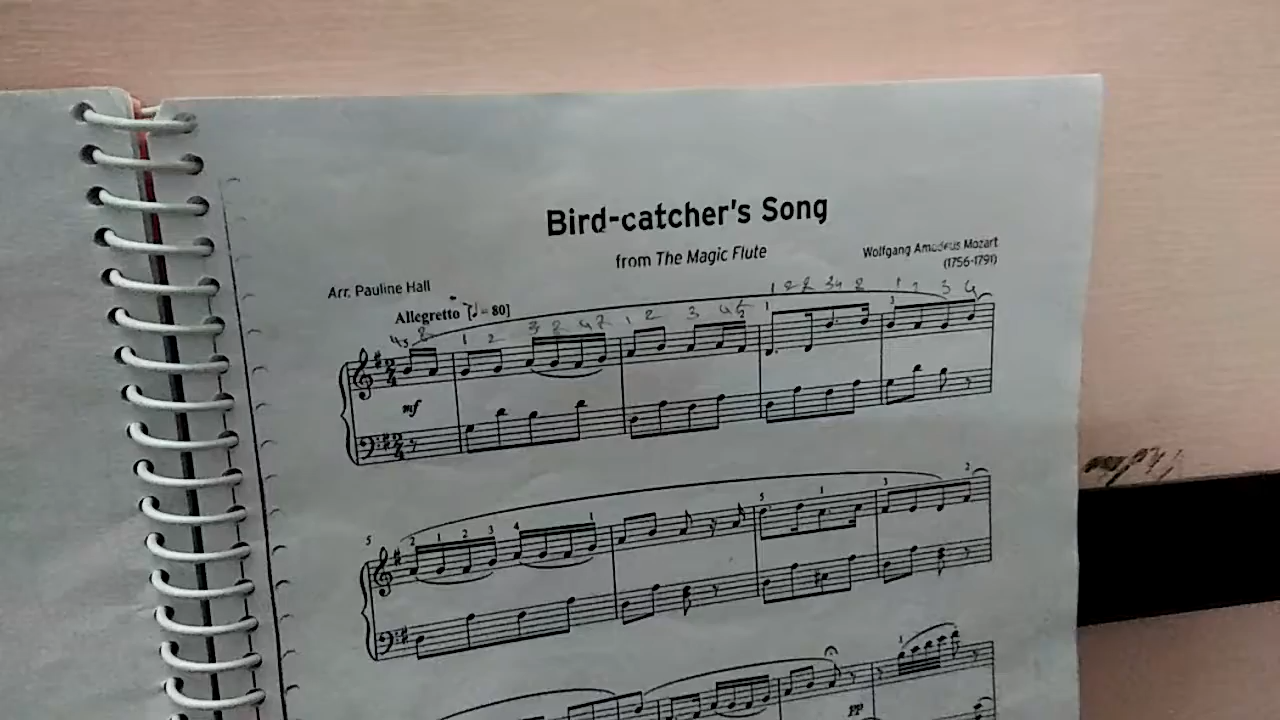 Bird-catcher's Song
from The Magic Flute
Wolfgang Amadeus Mozart
(1756-1791)
Arr. Pauline Hall
Allegretto [♩= 80]
mf
5
pp